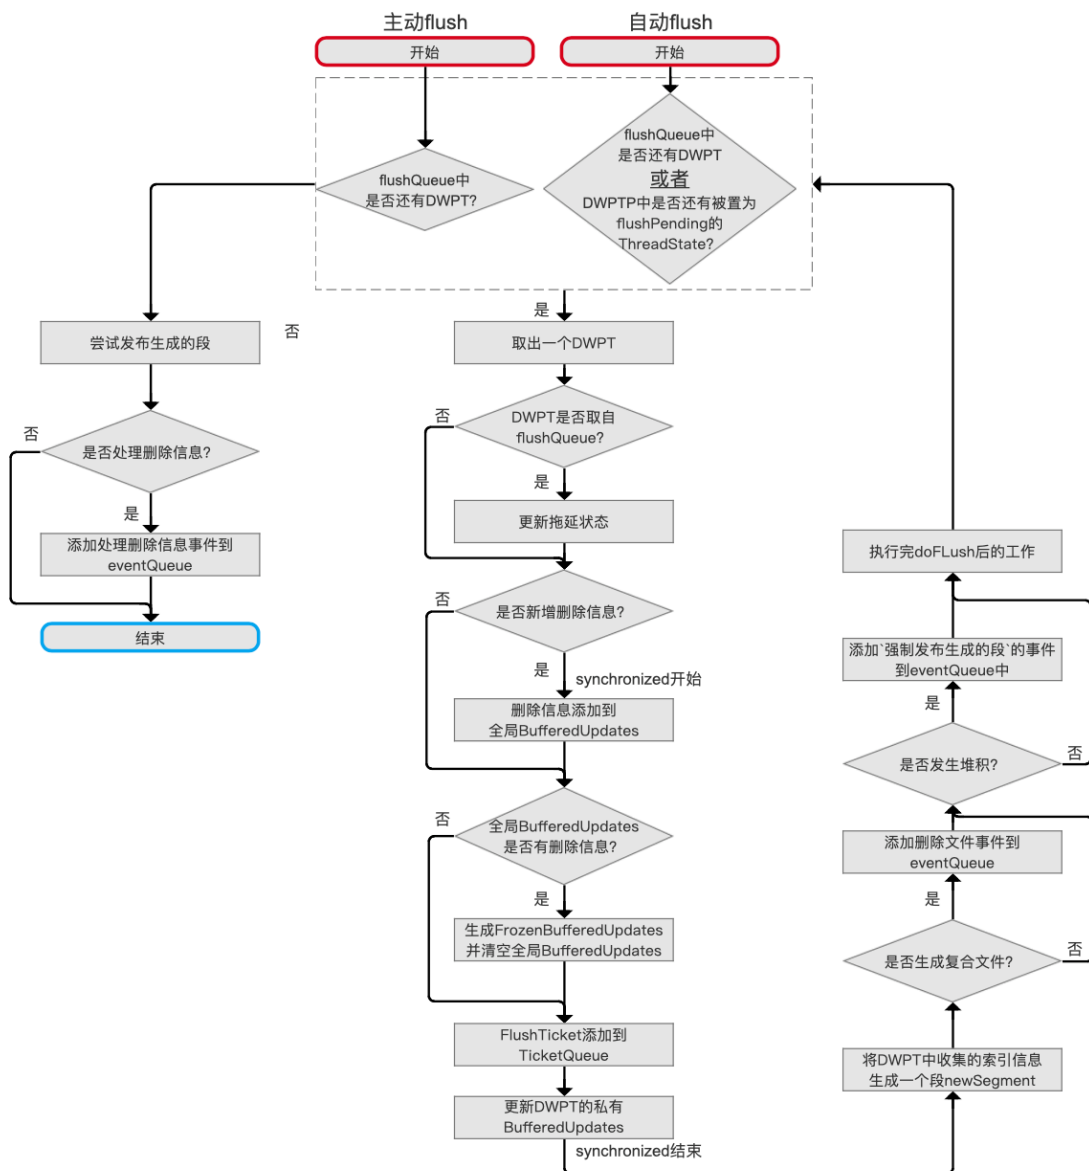 主动flush
自动flush
开始
开始
flushQueue中
是否还有DWPT?
flushQueue中
是否还有DWPT
或者
DWPTP中是否还有被置为
flushPending的
ThreadState?
是
否
尝试发布生成的段
取出一个DWPT
否
是否处理删除信息?
是
添加处理删除信息事件到
eventQueue
结束
否
DWPT是否取自
flushQueue?
是
更新拖延状态
否
是否新增删除信息?
是
synchronized开始
删除信息添加到
全局BufferedUpdates
否
全局BufferedUpdates
是否有删除信息?
是
生成FrozenBufferedUpdates
并清空全局BufferedUpdates
FlushTicket添加到
TicketQueue
更新DWPT的私有
BufferedUpdates
synchronized结束
执行完doFLush后的工作
添加`强制发布生成的段`的事件
到eventQueue中
是
是否发生堆积?
否
添加删除文件事件到
eventQueue
是
是否生成复合文件?
否
将DWPT中收集的索引信息
生成一个段newSegment